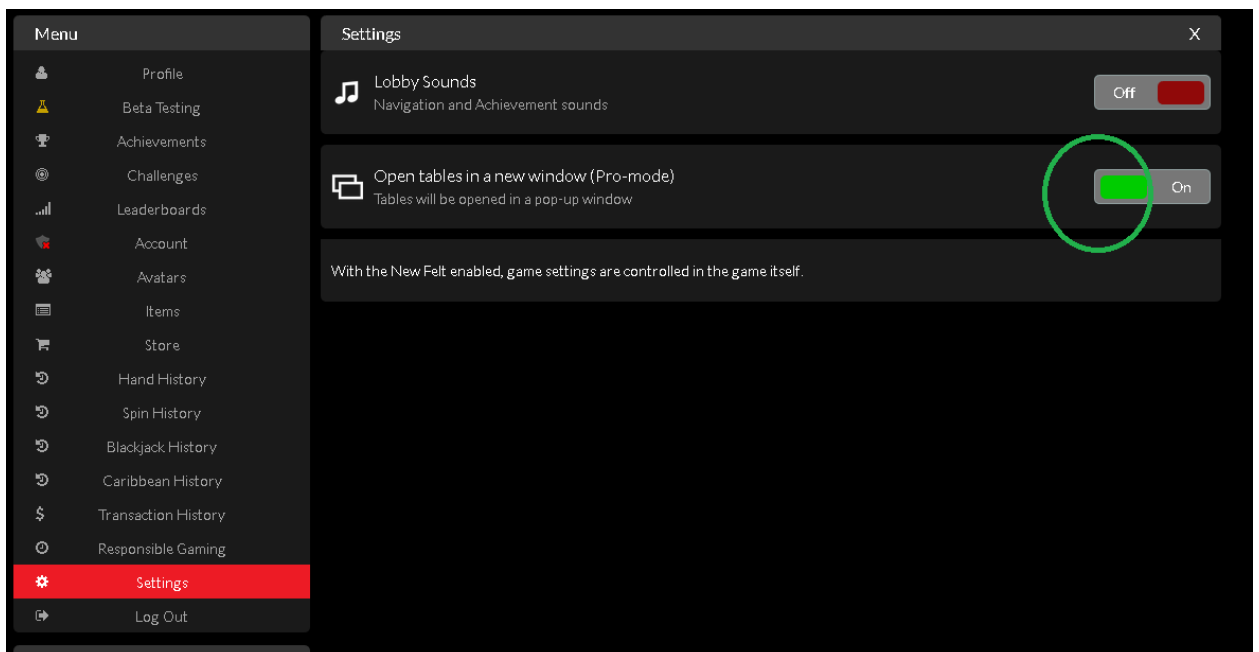 Menu
Profile
Beta Testing
Achievements
Challenges
Leaderboards
Account
Avatars
Items
Store
Hand History
Spin History
Blackjack History
Caribbean History
Transaction History
Responsible Gaming
Settings
Log Out
Settings X
Lobby Sounds
Navigation and Achievement sounds
Off
Open tables in a new window (Pro-mode)
Tables will be opened in a pop-up window
On
With the New Felt enabled, game settings are controlled in the game itself.